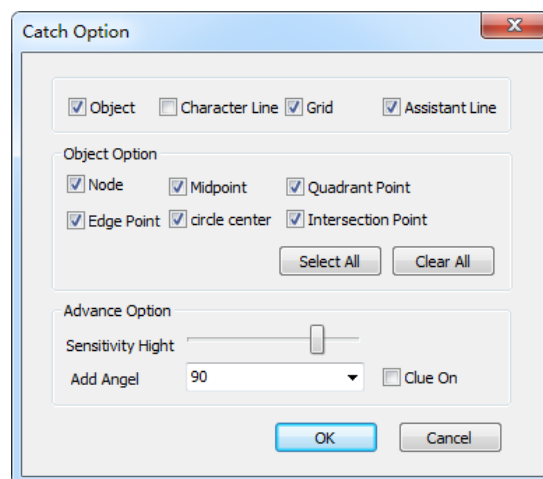 Catch Option
Object Character Line Grid Assistant Line
Object Option
Node Midpoint Quadrant Point
Edge Point circle center Intersection Point
Select All Clear All
Advance Option
Sensitivity Hight
Add Angel 90 Clue On
OK Cancel